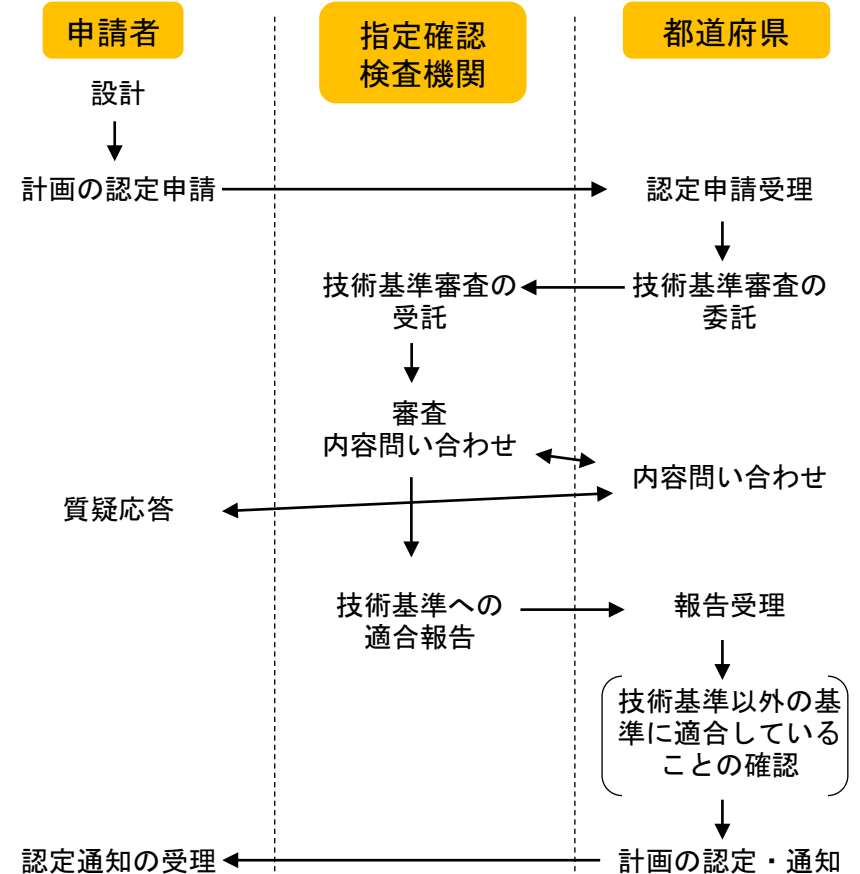 申請者
指定確認
検査機関
都道府県
設計
計画の認定申請
認定申請受理
技術基準審査の
受託
技術基準審査の
委託
審査
内容問い合わせ
内容問い合わせ
質疑応答
技術基準への
適合報告
報告受理
技術基準以外の基
準に適合している
ことの確認
認定通知の受理
計画の認定・通知